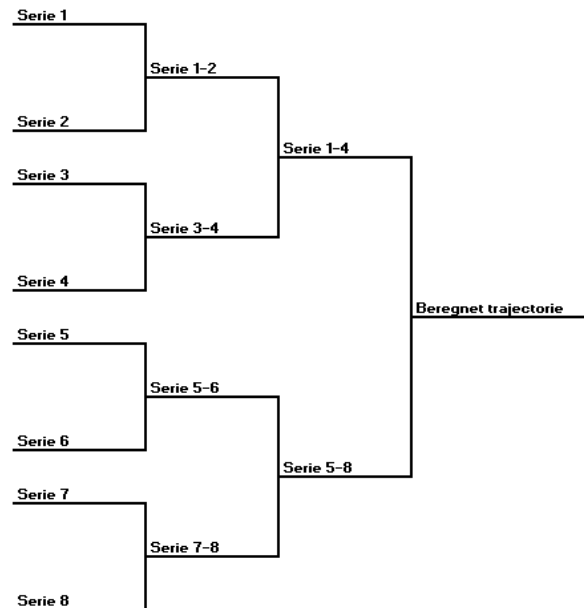 Serie 1
Serie 1-2
Serie 2
Serie 1-4
Serie 3
Serie 3-4
Serie 4
Beregnet trajectorie
Serie 5
Serie 5-6
Serie 6
Serie 5-8
Serie 7
Serie 7-8
Serie 8